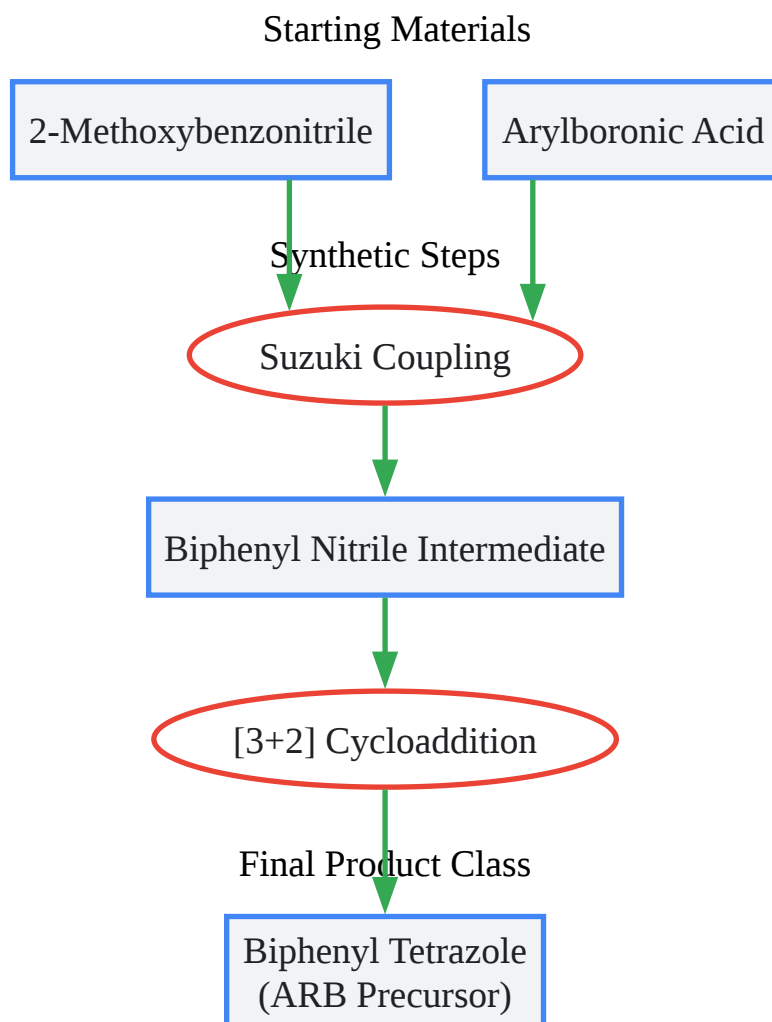 Starting Materials
2-Methoxybenzonitrile
Arylboronic Acid
Synthetic Steps
Suzuki Coupling
Biphenyl Nitrile Intermediate
[3+2] Cycloaddition
Final Product Class
Biphenyl Tetrazole
(ARB Precursor)